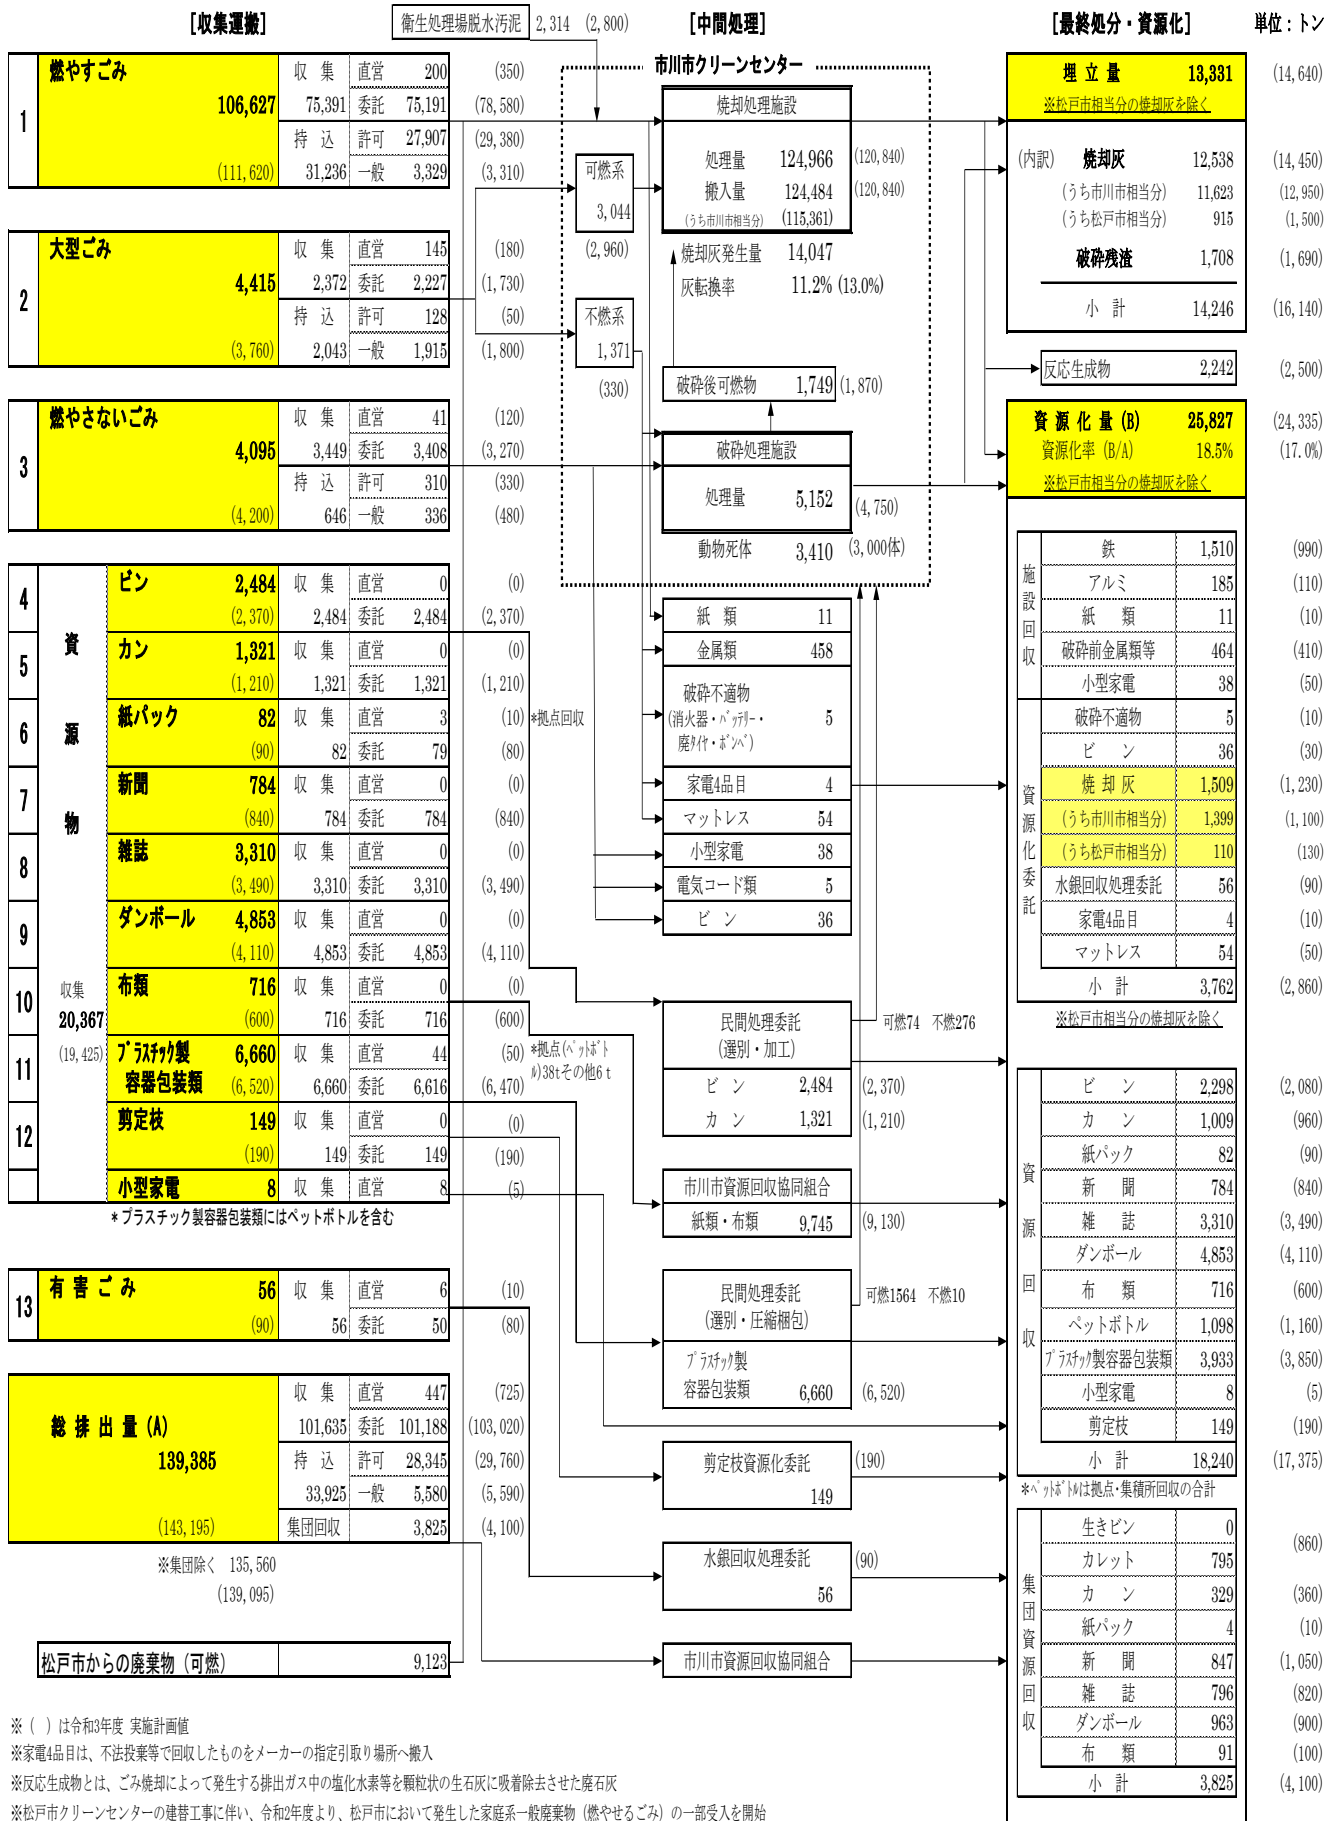 [収集運搬]
衛生処理場脱水汚泥 2,314 (2,800)
[中間処理]
[最終処分・資源化] 単位：トン
1 燃やすごみ 収 集 直営 200 (350)
106,627 75,391 委託 75,191 (78,580)
持 込 許可 27,907 (29,380)
(111,620) 31,236 一般 3,329 (3,310)
2 大型ごみ 収 集 直営 145 (180)
4,415 2,372 委託 2,227 (1,730)
持 込 許可 128 (50)
(3,760) 2,043 一般 1,915 (1,800)
3 燃やさないごみ 収 集 直営 41 (120)
4,095 3,449 委託 3,408 (3,270)
持 込 許可 310 (330)
(4,200) 646 一般 336 (480)
資源物
収集
20,367
(19,425)
4 ビン 2,484 収 集 直営 0 (0)
(2,370) 2,484 委託 2,484 (2,370)
5 カン 1,321 収 集 直営 0 (0)
(1,210) 1,321 委託 1,321 (1,210)
6 紙パック 82 収 集 直営 3 (10) *拠点回収
(90) 82 委託 79 (80)
7 新聞 784 収 集 直営 0 (0)
(840) 784 委託 784 (840)
8 雑誌 3,310 収 集 直営 0 (0)
(3,490) 3,310 委託 3,310 (3,490)
9 ダンボール 4,853 収 集 直営 0 (0)
(4,110) 4,853 委託 4,853 (4,110)
10 布類 716 収 集 直営 0 (0)
(600) 716 委託 716 (600)
11 プラスチック製 6,660 収 集 直営 44 (50) *拠点(ペットボト
容器包装類 (6,520) 6,660 委託 6,616 (6,470) ル)38tその他6t
12 剪定枝 149 収 集 直営 0 (0)
(190) 149 委託 149 (190)
小型家電 8 収 集 直営 8 (5)
*プラスチック製容器包装類にはペットボトルを含む
13 有 害 ご み 56 収 集 直営 6 (10)
(90) 56 委託 50 (80)
総 排 出 量 (A) 収 集 直営 447 (725)
101,635 委託 101,188 (103,020)
139,385 持 込 許可 28,345 (29,760)
33,925 一般 5,580 (5,590)
(143,195) 集団回収 3,825 (4,100)
※集団除く 135,560
(139,095)
松戸市からの廃棄物（可燃） 9,123
市川市クリーンセンター
焼却処理施設
処理量 124,966 (120,840)
搬入量 124,484 (120,840)
(うち市川市相当分) (115,361)
焼却灰発生量 14,047
灰転換率 11.2% (13.0%)
可燃系
3,044
(2,960)
不燃系
1,371
(330)
破砕後可燃物 1,749 (1,870)
破砕処理施設
処理量 5,152 (4,750)
動物死体 3,410 (3,000体)
紙 類 11
金属類 458
破砕不適物
(消火器・バッテリー・ 5
廃タイヤ・ボンベ)
家電4品目 4
マットレス 54
小型家電 38
電気コード類 5
ビ ン 36
民間処理委託
(選別・加工)
可燃74 不燃276
ビ ン 2,484 (2,370)
カ ン 1,321 (1,210)
市川市資源回収協同組合
紙類・布類 9,745 (9,130)
民間処理委託
(選別・圧縮梱包)
可燃1564 不燃10
プラスチック製
容器包装類 6,660 (6,520)
剪定枝資源化委託 (190)
149
水銀回収処理委託 (90)
56
市川市資源回収協同組合
埋 立 量 13,331 (14,640)
※松戸市相当分の焼却灰を除く
(内訳) 焼却灰 12,538 (14,450)
(うち市川市相当分) 11,623 (12,950)
(うち松戸市相当分) 915 (1,500)
破砕残渣 1,708 (1,690)
小 計 14,246 (16,140)
反応生成物 2,242 (2,500)
資 源 化 量 (B) 25,827 (24,335)
資源化率 (B/A) 18.5% (17.0%)
※松戸市相当分の焼却灰を除く
施設回収
鉄 1,510 (990)
アルミ 185 (110)
紙 類 11 (10)
破砕前金属類等 464 (410)
小型家電 38 (50)
資源化委託
破砕不適物 5 (10)
ビ ン 36 (30)
焼 却 灰 1,509 (1,230)
(うち市川市相当分) 1,399 (1,100)
(うち松戸市相当分) 110 (130)
水銀回収処理委託 56 (90)
家電4品目 4 (10)
マットレス 54 (50)
小 計 3,762 (2,860)
※松戸市相当分の焼却灰を除く
資源回収
ビ ン 2,298 (2,080)
カ ン 1,009 (960)
紙パック 82 (90)
新 聞 784 (840)
雑 誌 3,310 (3,490)
ダンボール 4,853 (4,110)
布 類 716 (600)
ペットボトル 1,098 (1,160)
プラスチック製容器包装類 3,933 (3,850)
小型家電 8 (5)
剪定枝 149 (190)
小 計 18,240 (17,375)
*ペットボトルは拠点・集積所回収の合計
集団資源回収
生きビン 0 (860)
カレット 795
カ ン 329 (360)
紙パック 4 (10)
新 聞 847 (1,050)
雑 誌 796 (820)
ダンボール 963 (900)
布 類 91 (100)
小 計 3,825 (4,100)
※（ ）は令和3年度 実施計画値
※家電4品目は、不法投棄等で回収したものをメーカーの指定引取り場所へ搬入
※反応生成物とは、ごみ焼却によって発生する排出ガス中の塩化水素等を顆粒状の生石灰に吸着除去させた廃石灰
※松戸市クリーンセンターの建替工事に伴い、令和2年度より、松戸市において発生した家庭系一般廃棄物（燃やせるごみ）の一部受入を開始